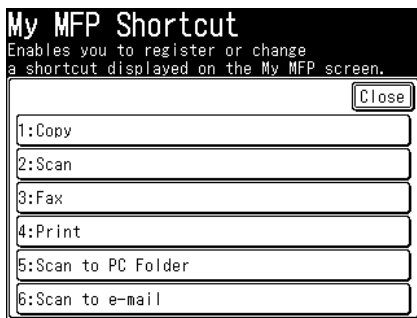 My MFP Shortcut
Enables you to register or change
a shortcut displayed on the My MFP screen.
Close
1:Copy
2:Scan
3:Fax
4:Print
5:Scan to PC Folder
6:Scan to e-mail